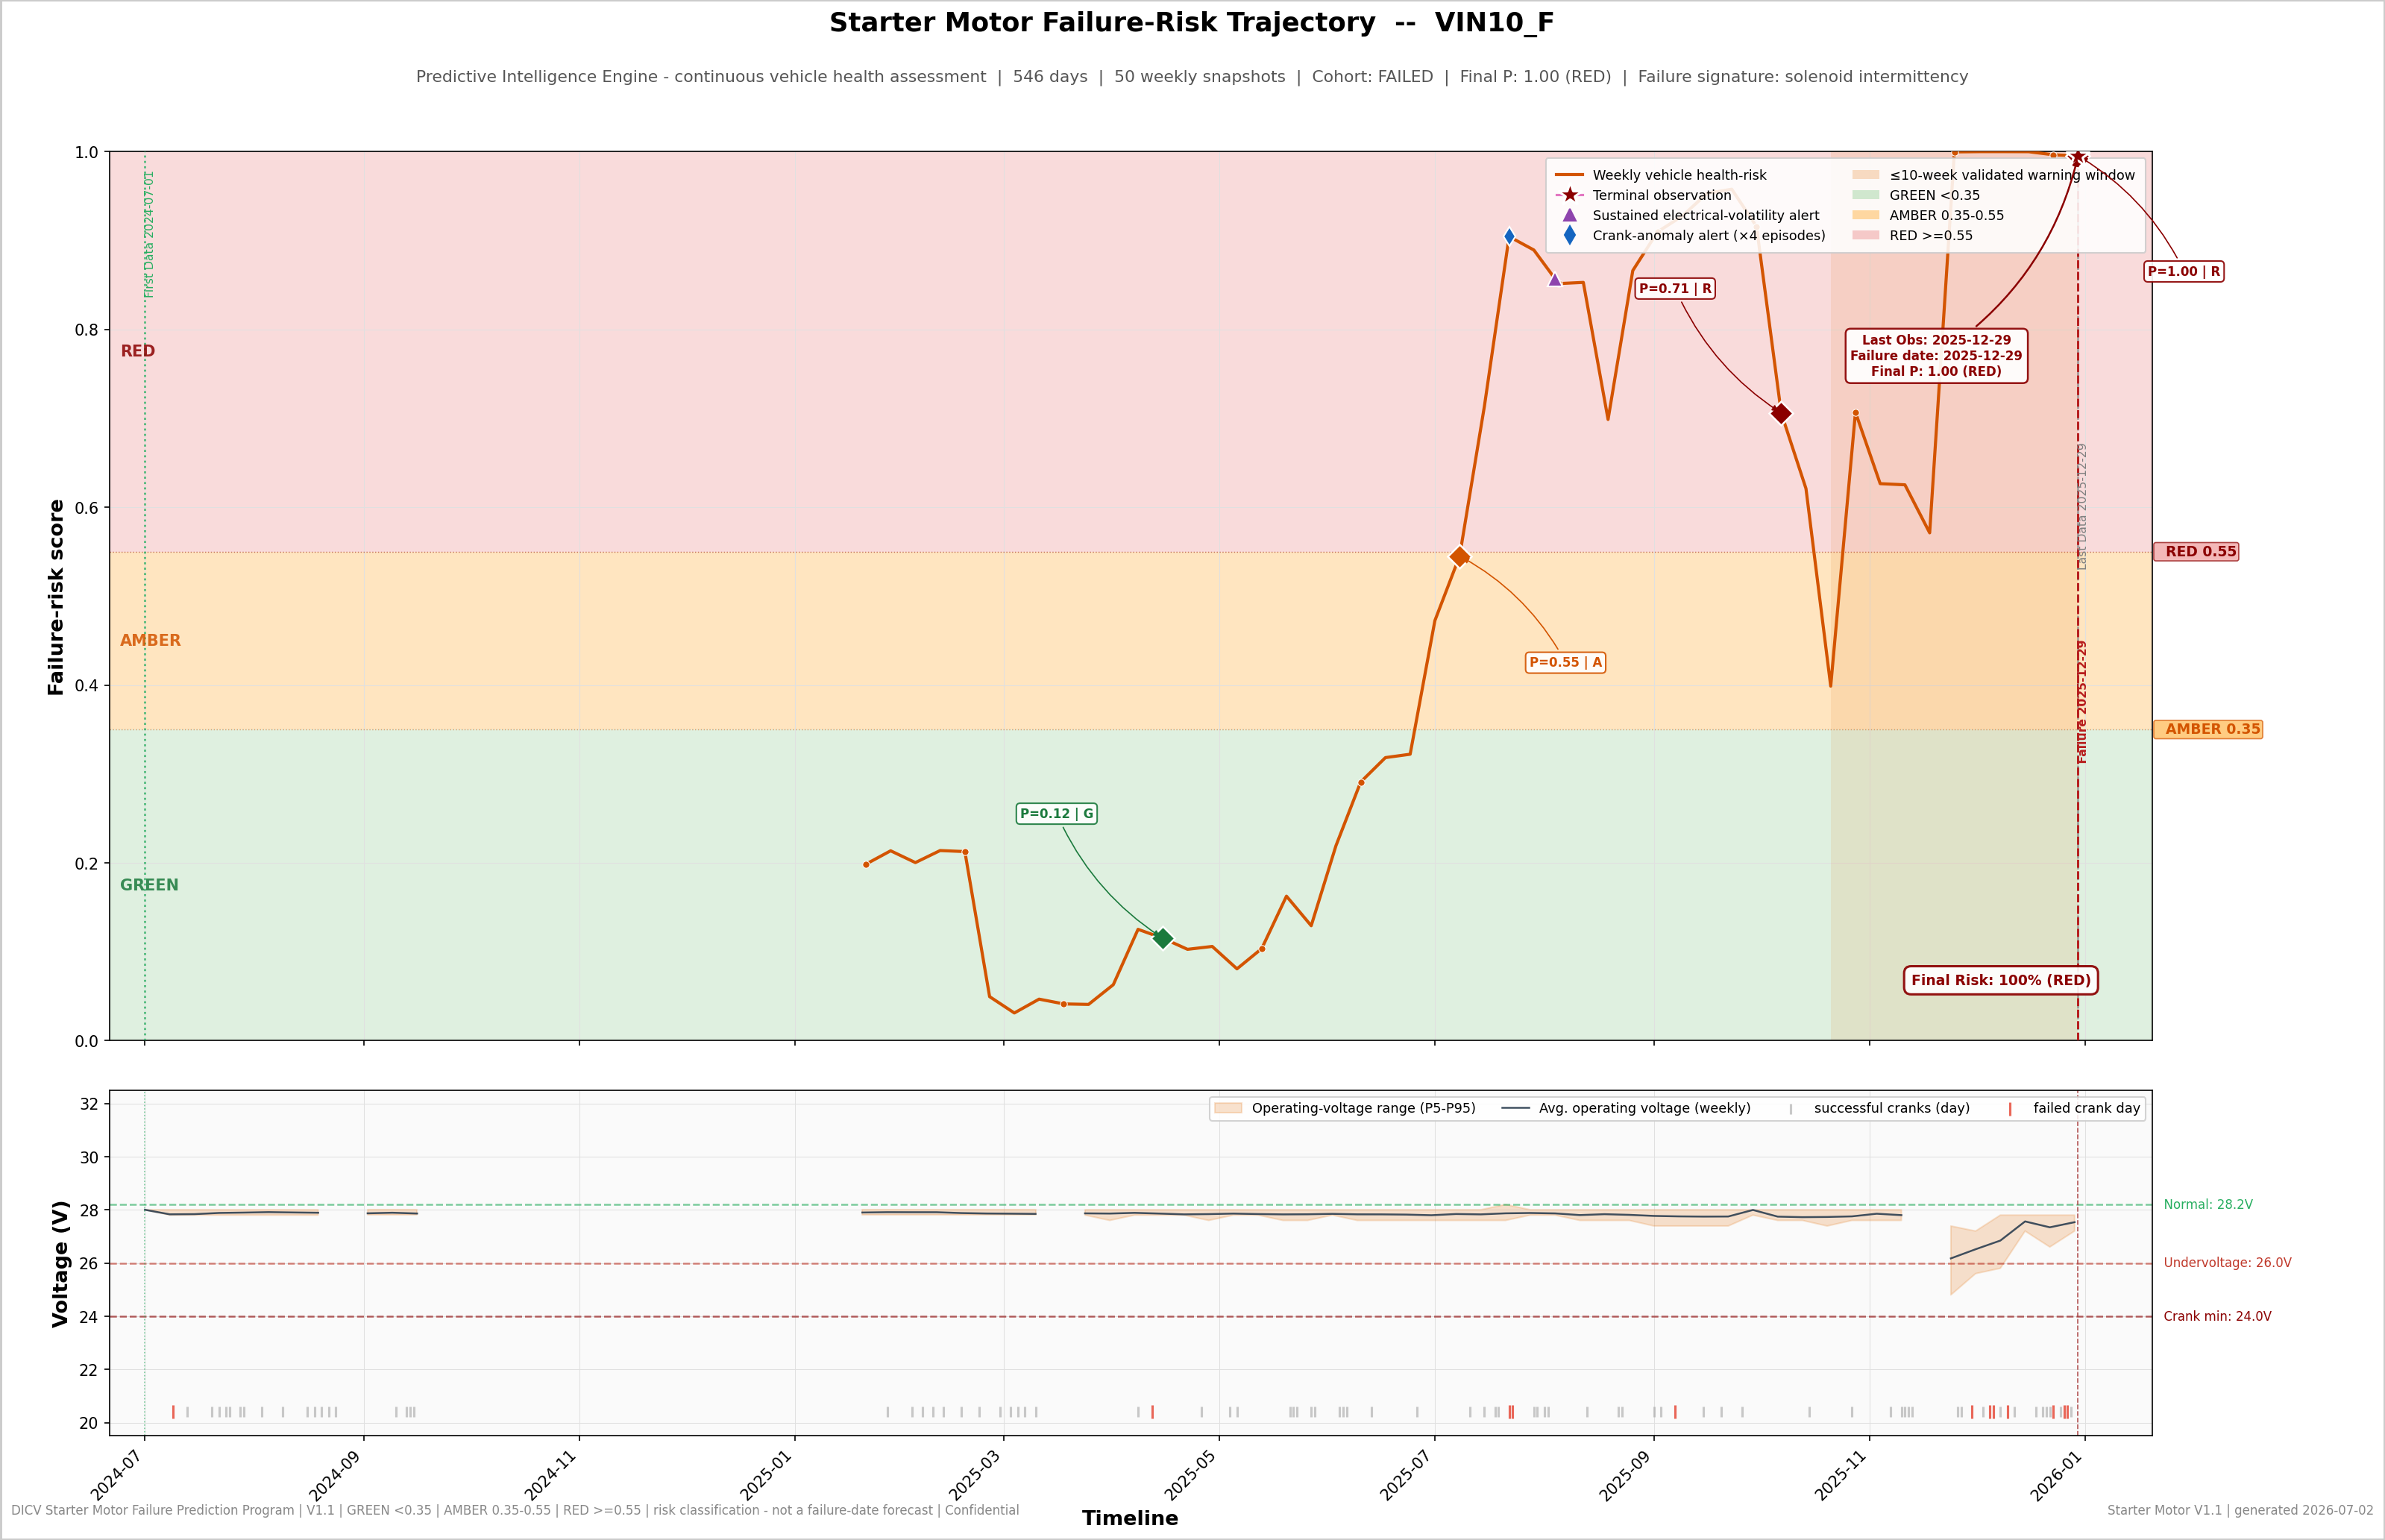 Starter Motor Failure-Risk Trajectory -- VIN10_F
Predictive Intelligence Engine - continuous vehicle health assessment | 546 days | 50 weekly snapshots | Cohort: FAILED | Final P: 1.00 (RED) | Failure signature: solenoid intermittency
Failure-risk score
1.0
0.8
0.6
0.4
0.2
0.0
First Data 2024-07-01
RED
AMBER
GREEN
Weekly vehicle health-risk
Terminal observation
Sustained electrical-volatility alert
Crank-anomaly alert (×4 episodes)
≤10-week validated warning window
GREEN <0.35
AMBER 0.35-0.55
RED >=0.55
P=1.00 | R
P=0.71 | R
Last Obs: 2025-12-29
Failure date: 2025-12-29
Final P: 1.00 (RED)
Last Data 2025-12-29
RED 0.55
P=0.55 | A
Failure 2025-12-29
AMBER 0.35
P=0.12 | G
Final Risk: 100% (RED)
Voltage (V)
32
30
28
26
24
22
20
Operating-voltage range (P5-P95)
Avg. operating voltage (weekly)
successful cranks (day)
failed crank day
Normal: 28.2V
Undervoltage: 26.0V
Crank min: 24.0V
2024-07
2024-09
2024-11
2025-01
2025-03
2025-05
2025-07
2025-09
2025-11
2026-01
Timeline
DICV Starter Motor Failure Prediction Program | V1.1 | GREEN <0.35 | AMBER 0.35-0.55 | RED >=0.55 | risk classification - not a failure-date forecast | Confidential
Starter Motor V1.1 | generated 2026-07-02